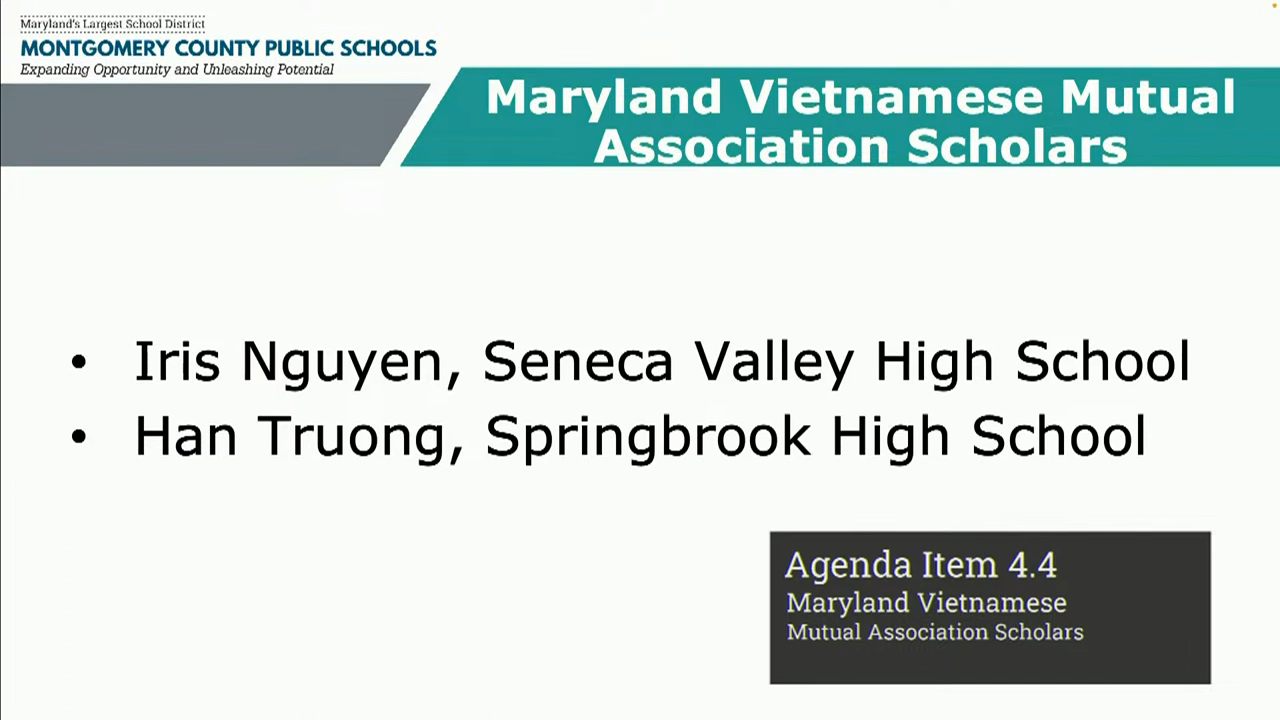 Maryland's Largest School District
MONTGOMERY COUNTY PUBLIC SCHOOLS
Expanding Opportunity and Unleashing Potential
Maryland Vietnamese Mutual
Association Scholars
• Iris Nguyen, Seneca Valley High School
• Han Truong, Springbrook High School
Agenda Item 4.4
Maryland Vietnamese
Mutual Association Scholars